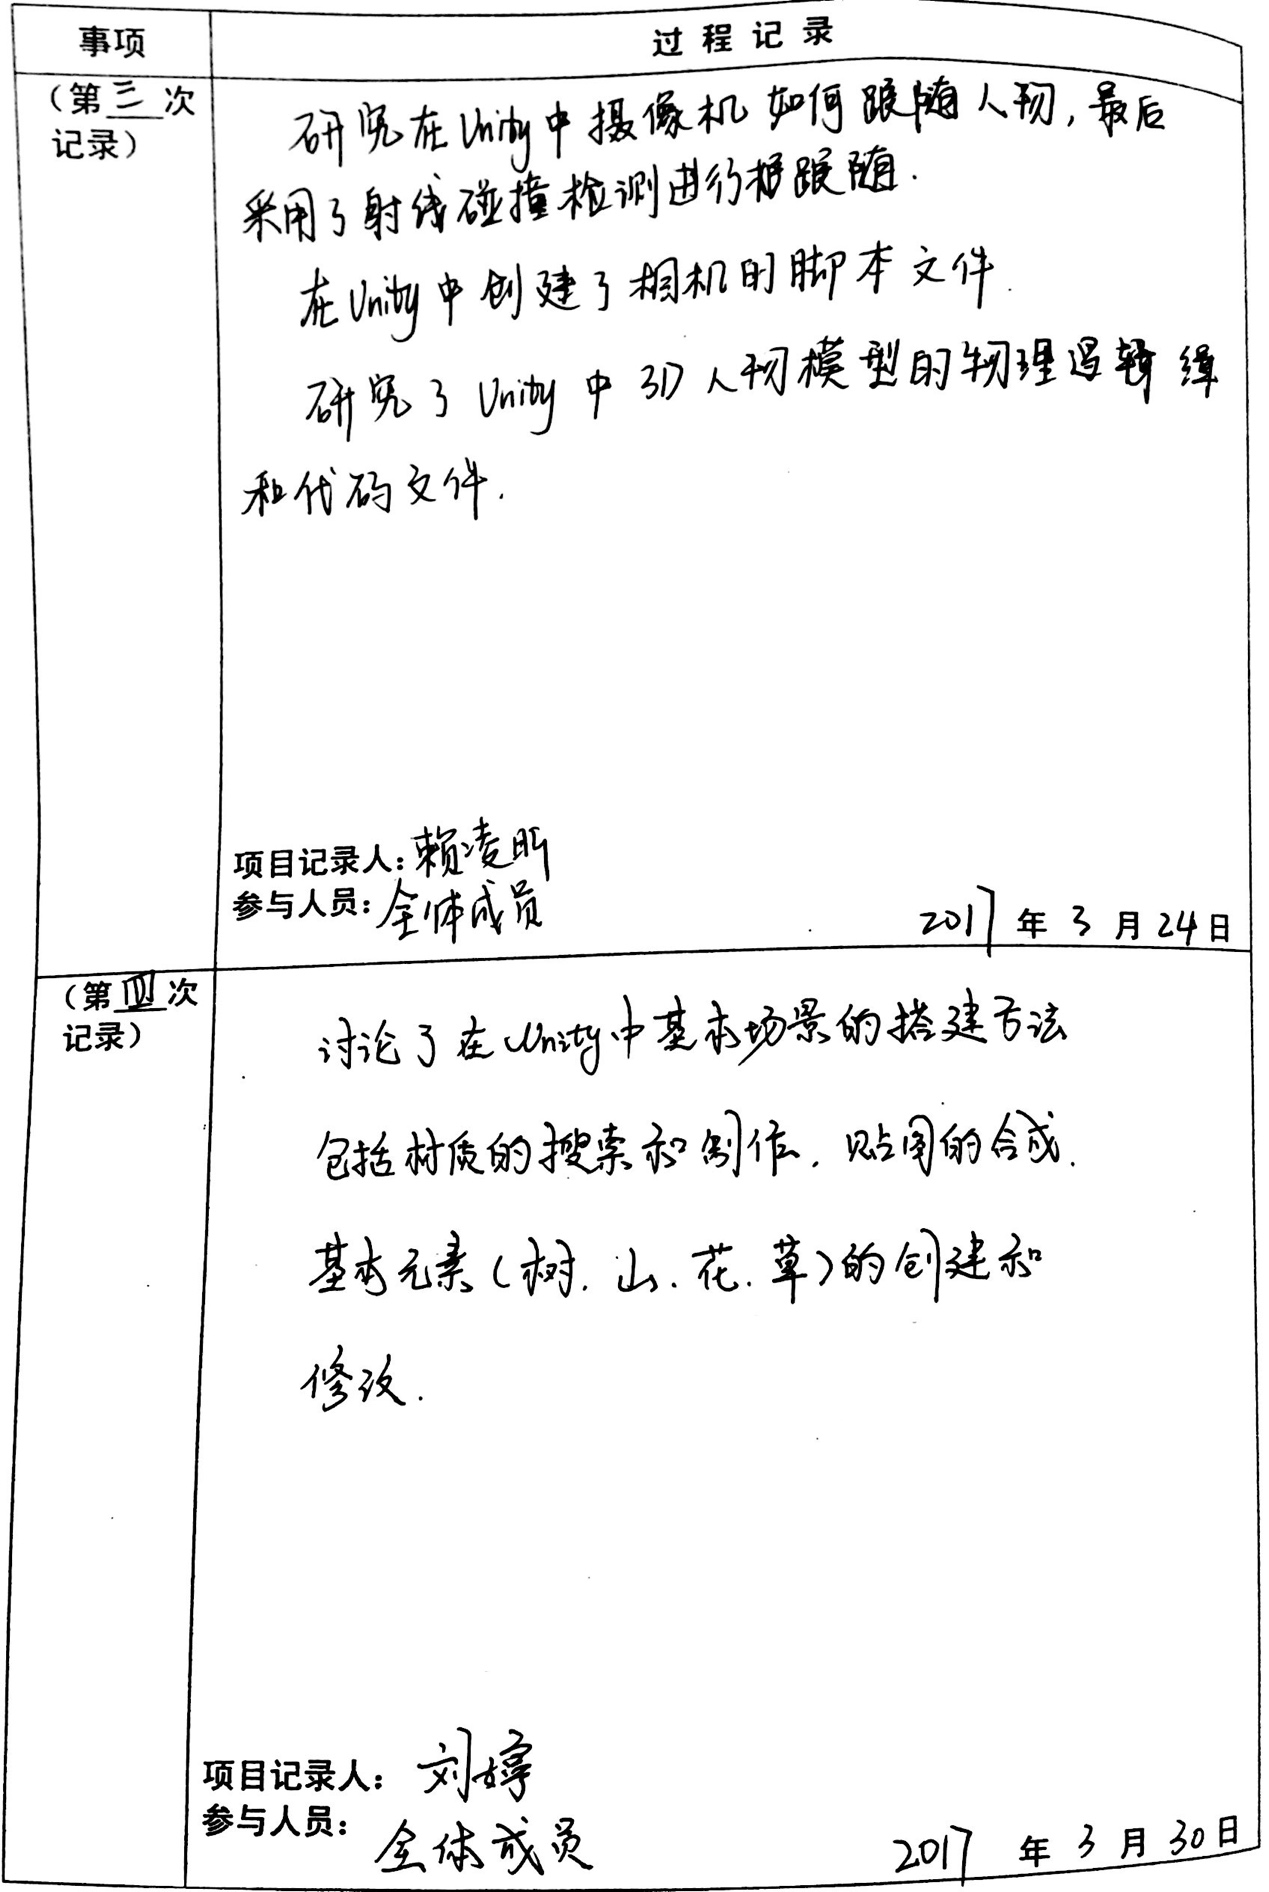 事项
过程记录
(第三次
记录)
研究在Unity中摄像机如何跟随人物,最后
采用了射线碰撞检测进行跟随.
在Unity中创建了相机的脚本文件.
研究了Unity中3D人物模型的物理逻辑
和代码文件.
项目记录人:赖凌
参与人员:全体成员
2017年3月24日
(第四次
记录)
讨论了在Unity中基本场景的搭建方法
包括材质的搜索和制作.贴图的合成.
基本元素(树.山.花.草)的创建和
修改.
项目记录人:刘婷
参与人员:
全体成员
2017年3月30日